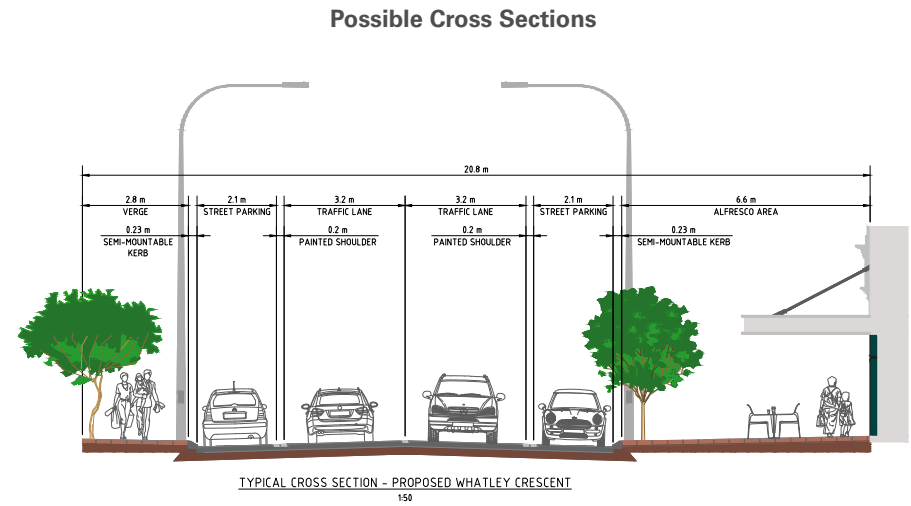 Possible Cross Sections
20.8 m
2.8 m
VERGE
2.1 m
STREET PARKING
3.2 m
TRAFFIC LANE
3.2 m
TRAFFIC LANE
2.1 m
STREET PARKING
6.6 m
ALFRESCO AREA
0.23 m
SEMI-MOUNTABLE
KERB
0.2 m
PAINTED SHOULDER
0.2 m
PAINTED SHOULDER
0.23 m
SEMI-MOUNTABLE KERB
TYPICAL CROSS SECTION - PROPOSED WHATLEY CRESCENT
1:50